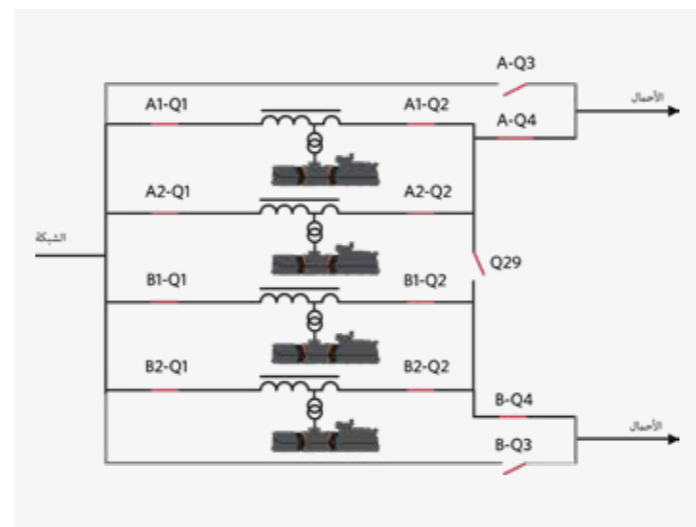 A-Q3
A1-Q1
A1-Q2
الأحمال
A-Q4
A2-Q1
A2-Q2
الشبكة
Q29
B1-Q1
B1-Q2
B2-Q1
B2-Q2
B-Q4
الأحمال
B-Q3